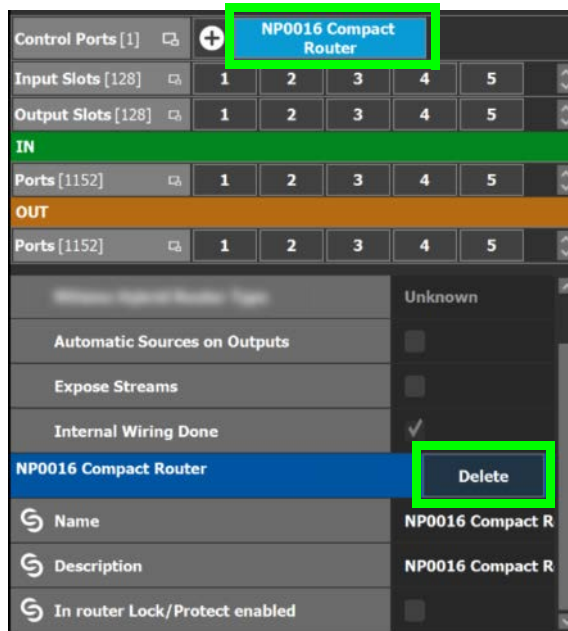 Control Ports [1]
NP0016 Compact
Router
Input Slots [128] 1 2 3 4 5
Output Slots [128] 1 2 3 4 5
IN
Ports [1152] 1 2 3 4 5
OUT
Ports [1152] 1 2 3 4 5
Unknown
Automatic Sources on Outputs
Expose Streams
Internal Wiring Done
NP0016 Compact Router Delete
Name NP0016 Compact R
Description NP0016 Compact R
In router Lock/Protect enabled